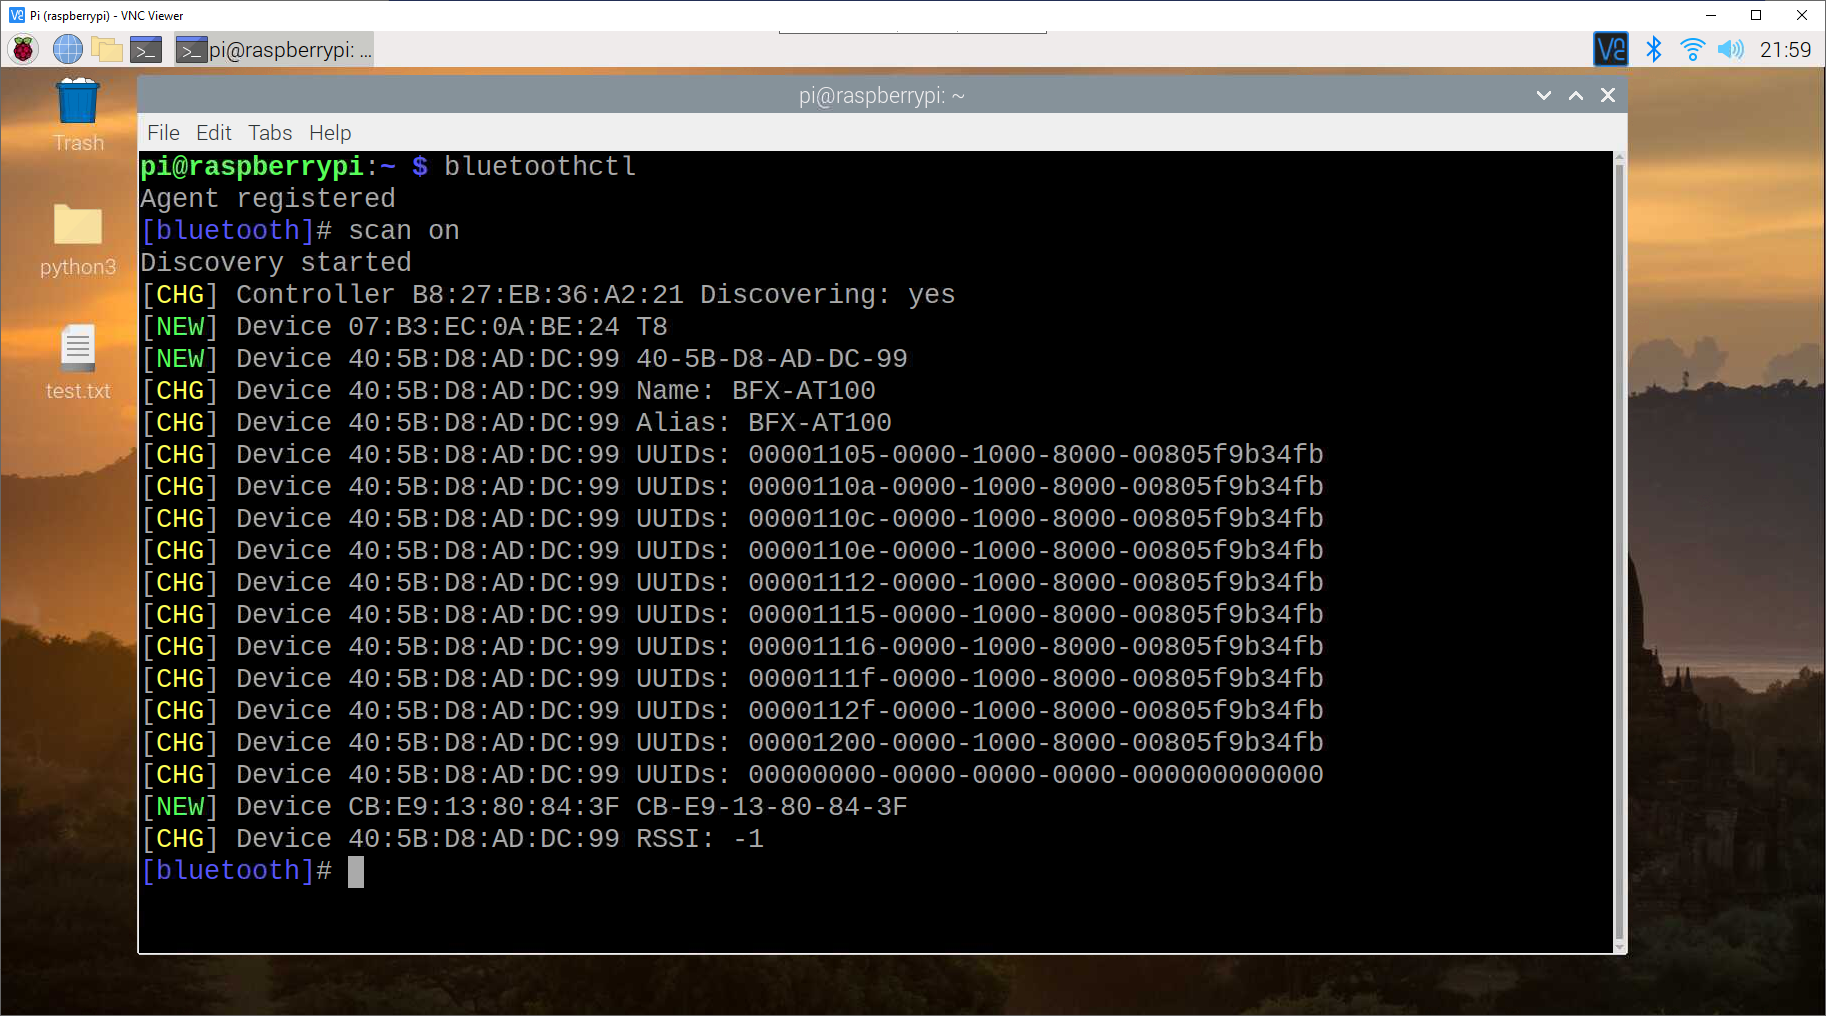 Pi (raspberrypi) - VNC Viewer
pi@raspberrypi: ...
21:59
Trash
python3
test.txt
pi@raspberrypi: ~
File Edit Tabs Help
pi@raspberrypi:~ $ bluetoothctl
Agent registered
[bluetooth]# scan on
Discovery started
[CHG] Controller B8:27:EB:36:A2:21 Discovering: yes
[NEW] Device 07:B3:EC:0A:BE:24 T8
[NEW] Device 40:5B:D8:AD:DC:99 40-5B-D8-AD-DC-99
[CHG] Device 40:5B:D8:AD:DC:99 Name: BFX-AT100
[CHG] Device 40:5B:D8:AD:DC:99 Alias: BFX-AT100
[CHG] Device 40:5B:D8:AD:DC:99 UUIDs: 00001105-0000-1000-8000-00805f9b34fb
[CHG] Device 40:5B:D8:AD:DC:99 UUIDs: 0000110a-0000-1000-8000-00805f9b34fb
[CHG] Device 40:5B:D8:AD:DC:99 UUIDs: 0000110c-0000-1000-8000-00805f9b34fb
[CHG] Device 40:5B:D8:AD:DC:99 UUIDs: 0000110e-0000-1000-8000-00805f9b34fb
[CHG] Device 40:5B:D8:AD:DC:99 UUIDs: 00001112-0000-1000-8000-00805f9b34fb
[CHG] Device 40:5B:D8:AD:DC:99 UUIDs: 00001115-0000-1000-8000-00805f9b34fb
[CHG] Device 40:5B:D8:AD:DC:99 UUIDs: 00001116-0000-1000-8000-00805f9b34fb
[CHG] Device 40:5B:D8:AD:DC:99 UUIDs: 0000111f-0000-1000-8000-00805f9b34fb
[CHG] Device 40:5B:D8:AD:DC:99 UUIDs: 0000112f-0000-1000-8000-00805f9b34fb
[CHG] Device 40:5B:D8:AD:DC:99 UUIDs: 00001200-0000-1000-8000-00805f9b34fb
[CHG] Device 40:5B:D8:AD:DC:99 UUIDs: 00000000-0000-0000-0000-000000000000
[NEW] Device CB:E9:13:80:84:3F CB-E9-13-80-84-3F
[CHG] Device 40:5B:D8:AD:DC:99 RSSI: -1
[bluetooth]#